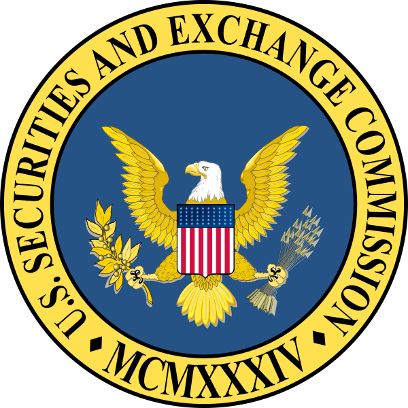 U.S. SECURITIES AND EXCHANGE COMMISSION
MCMXXXIV